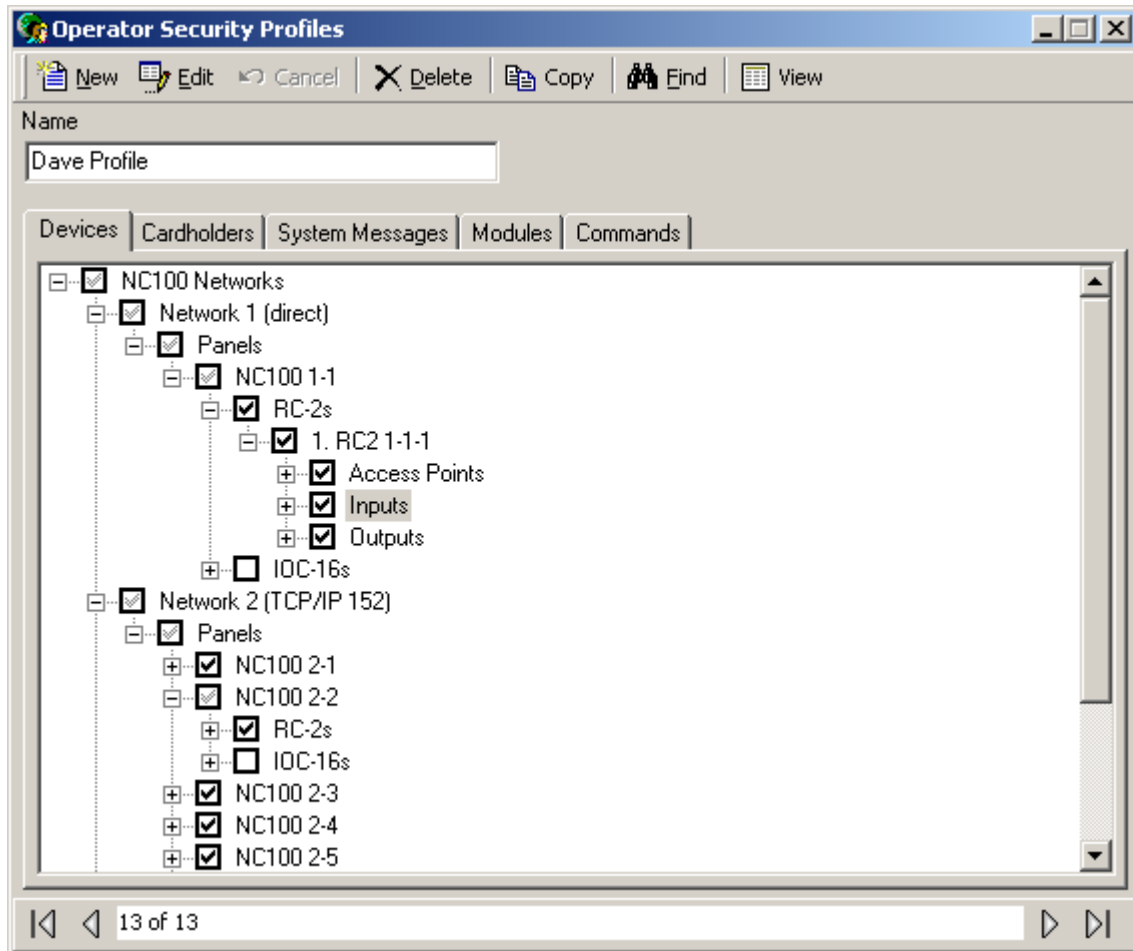 Operator Security Profiles
New Edit Cancel Delete Copy Find View
Name
Dave Profile
Devices Cardholders System Messages Modules Commands
NC100 Networks
Network 1 (direct)
Panels
NC100 1-1
RC-2s
1. RC2 1-1-1
Access Points
Inputs
Outputs
IOC-16s
Network 2 (TCP/IP 152)
Panels
NC100 2-1
NC100 2-2
RC-2s
IOC-16s
NC100 2-3
NC100 2-4
NC100 2-5
13 of 13